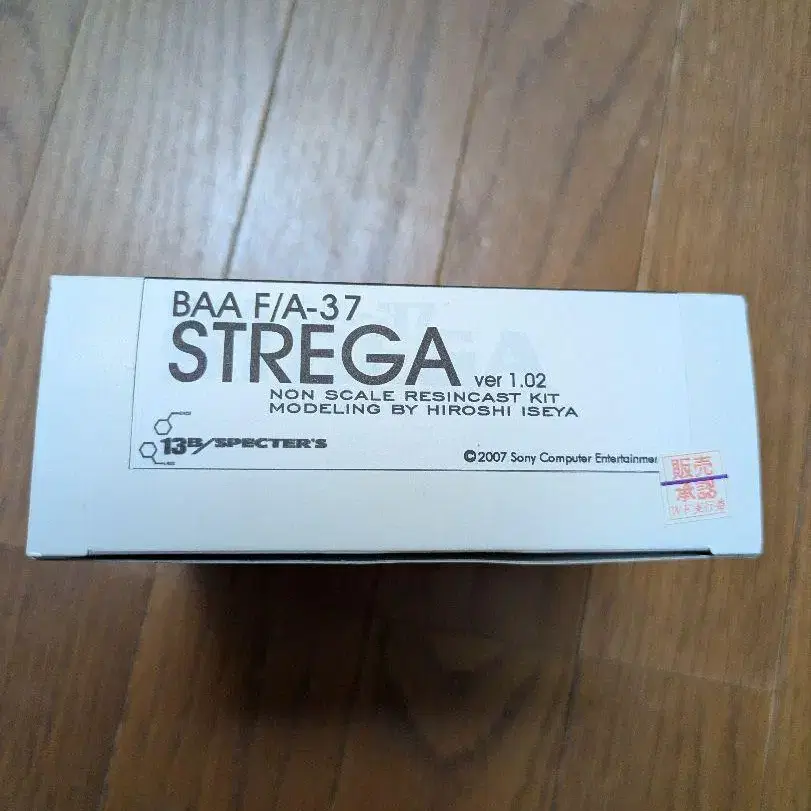 BAA F/A-37
STREGA ver 1.02
NON SCALE RESINCAST KIT
MODELING BY HIROSHI ISEYA
13B/SPECTER'S
©2007 Sony Computer Entertainmen
販売
承認